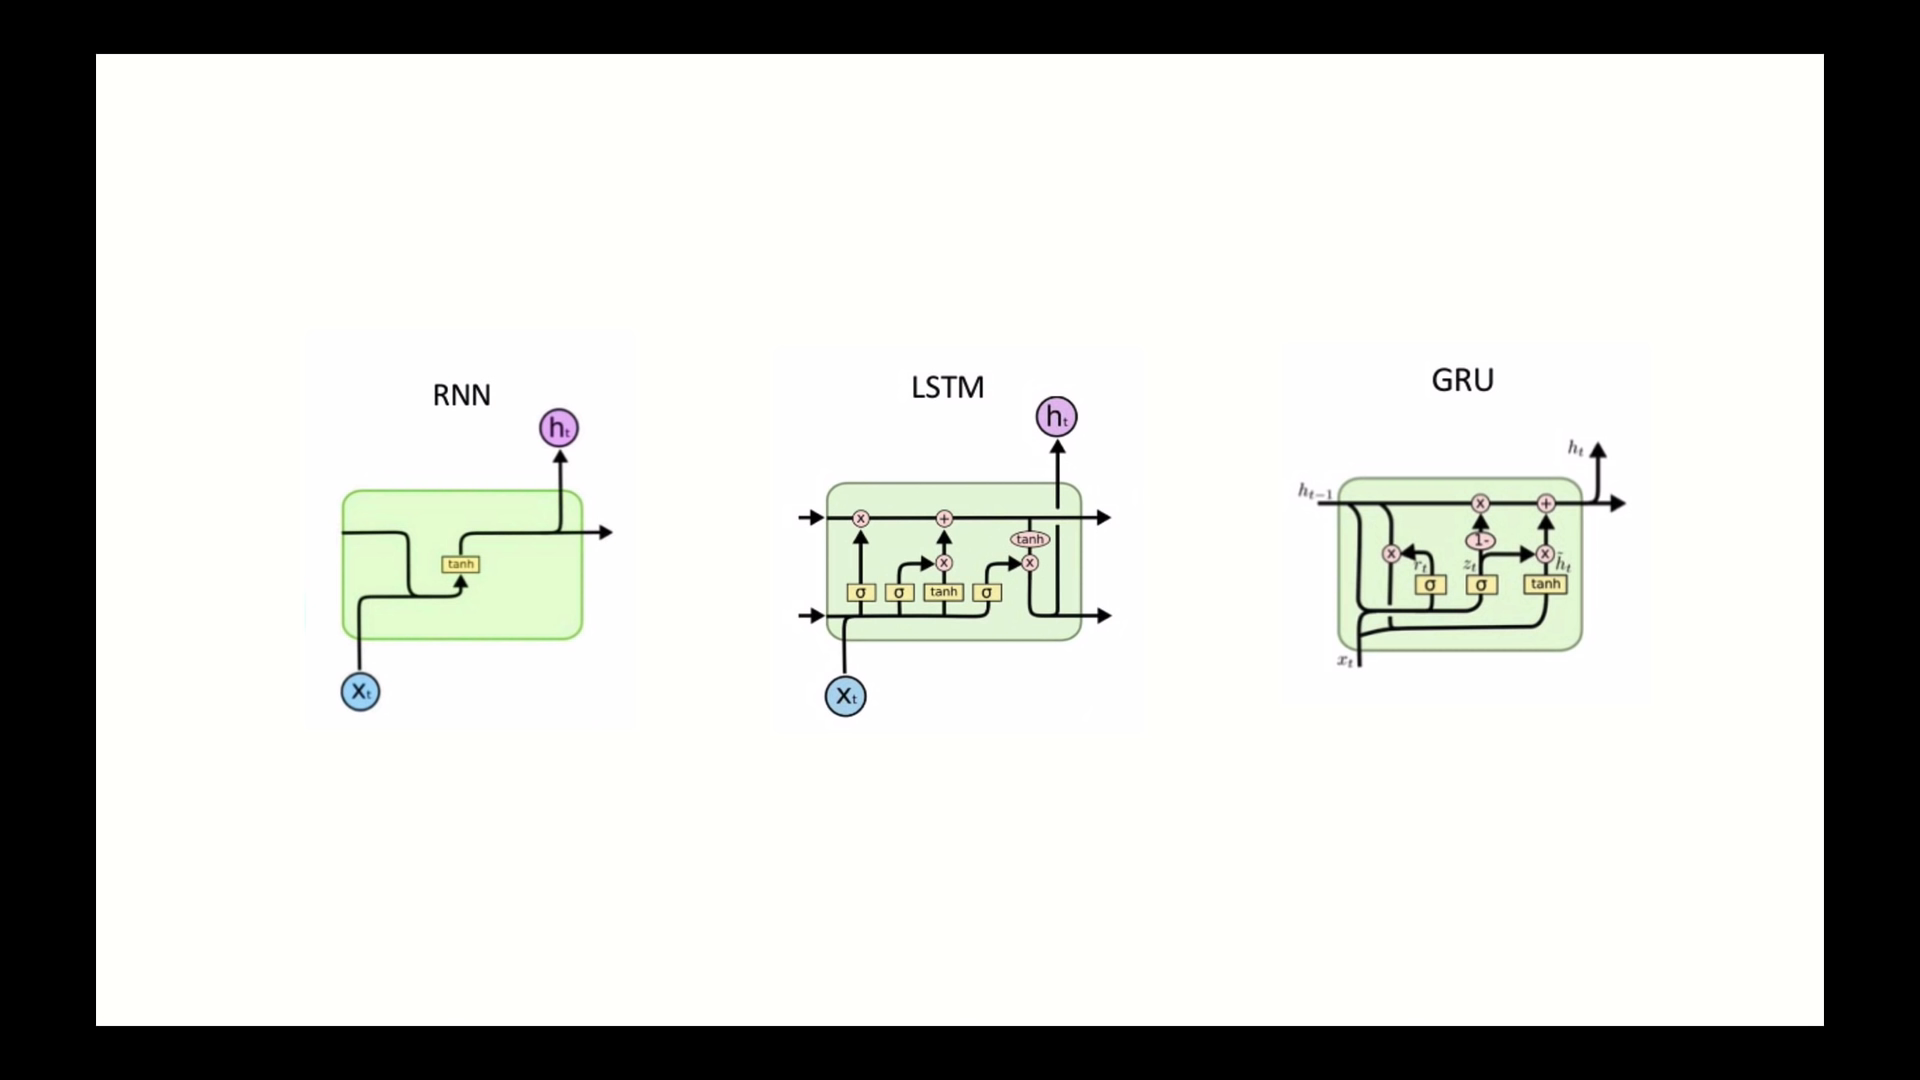 RNN
hₜ
tanh
Xₜ
LSTM
hₜ
x
+
tanh
x
x
σ
σ
tanh
σ
Xₜ
GRU
hₜ
hₜ₋₁
x
+
1-
x
rₜ
zₜ
x
h̃ₜ
σ
σ
tanh
xₜ